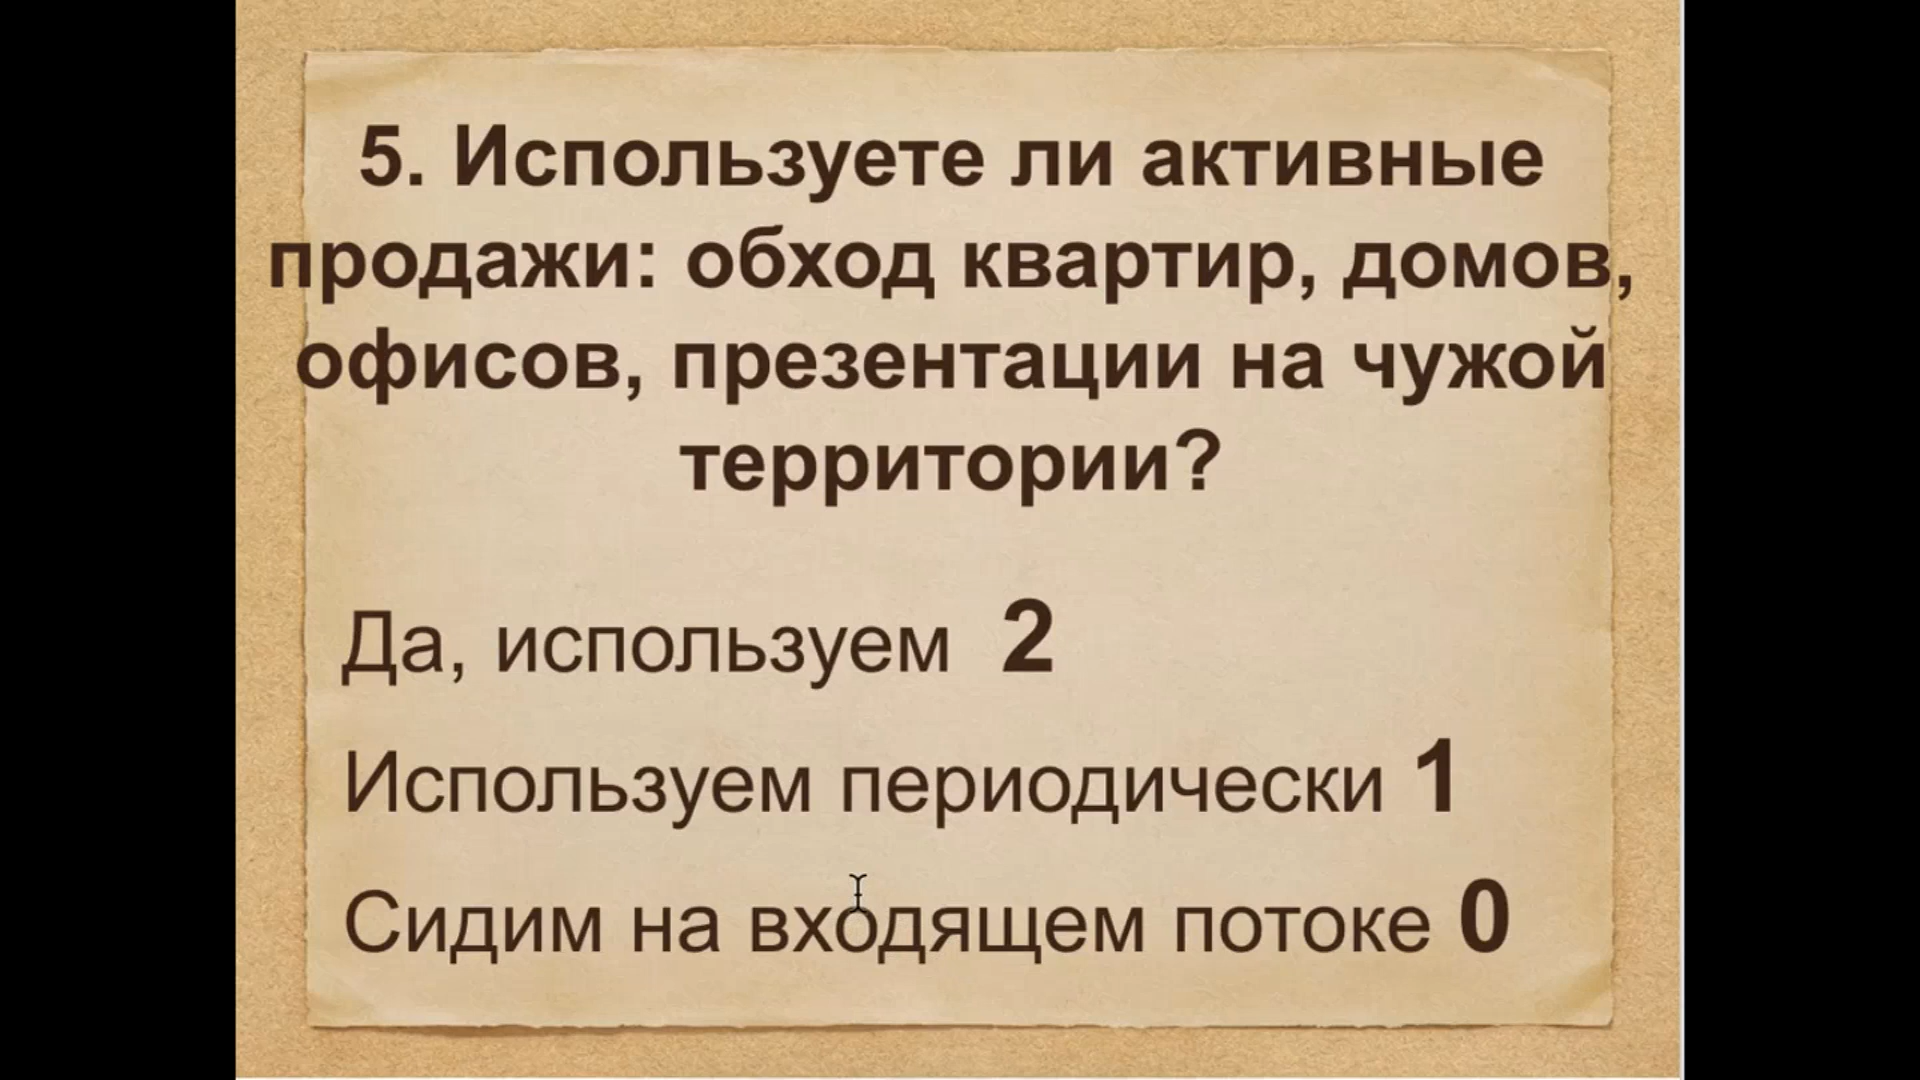 5. Используете ли активные
продажи: обход квартир, домов,
офисов, презентации на чужой
территории?
Да, используем 2
Используем периодически 1
Сидим на входящем потоке 0